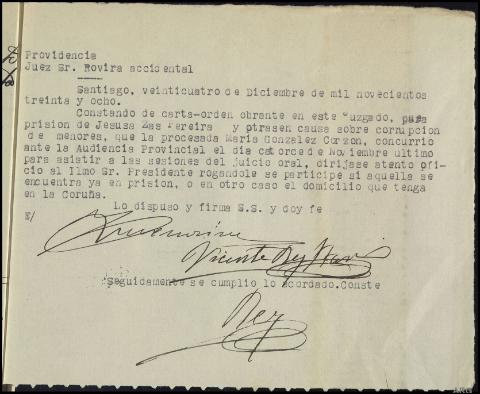 Providencia
Juez Sr. Rovira accidental
Santiago, veinticuatro de Diciembre de mil novecientos
treinta y ocho.
Constando de carta-orden obrante en este Juzgado, para
prision de Jesusa Zas Pereira y otrasen causa sobre corrupcion
de menores, que la procesada Maria Gonzalez Corzon, concurrio
ante la Audiencia Provincial el dia catorce de Noviembre ultimo
para asistir a las sesiones del juicio oral, dirijase atento Ofi-
cio al Ilmo Sr. Presidente rogandole se participe si aquella se
encuentra ya en prision, o en otro caso el domicilio que tenga
en la Coruña.
Lo dispuso y firma S.S. y doy fe
E/
Vicente Rey
Seguidamente se cumplio lo acordado.Conste
Rey